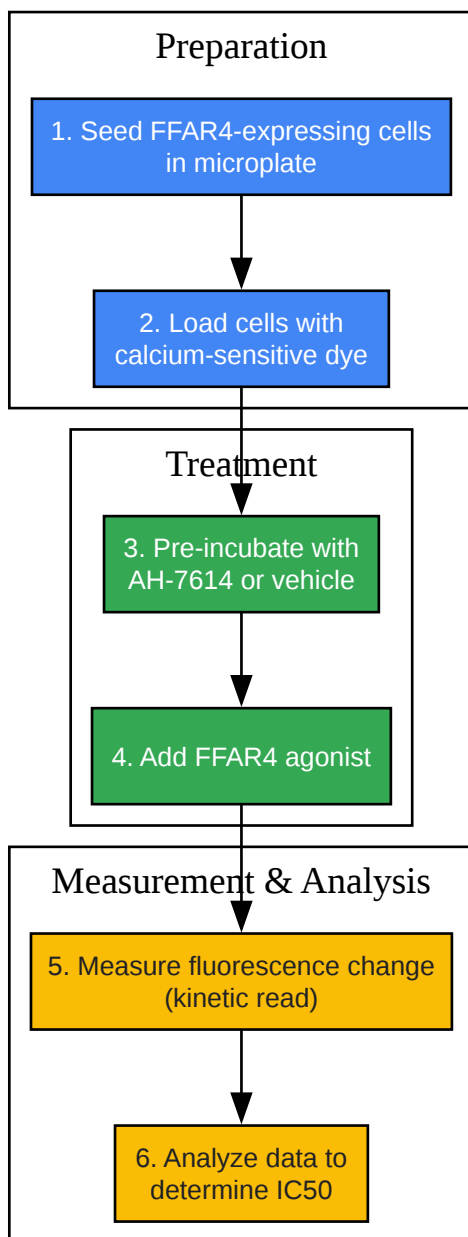 Preparation
1. Seed FFAR4-expressing cells
in microplate
2. Load cells with
calcium-sensitive dye
Treatment
3. Pre-incubate with
AH-7614 or vehicle
4. Add FFAR4 agonist
Measurement & Analysis
5. Measure fluorescence change
(kinetic read)
6. Analyze data to
determine IC50